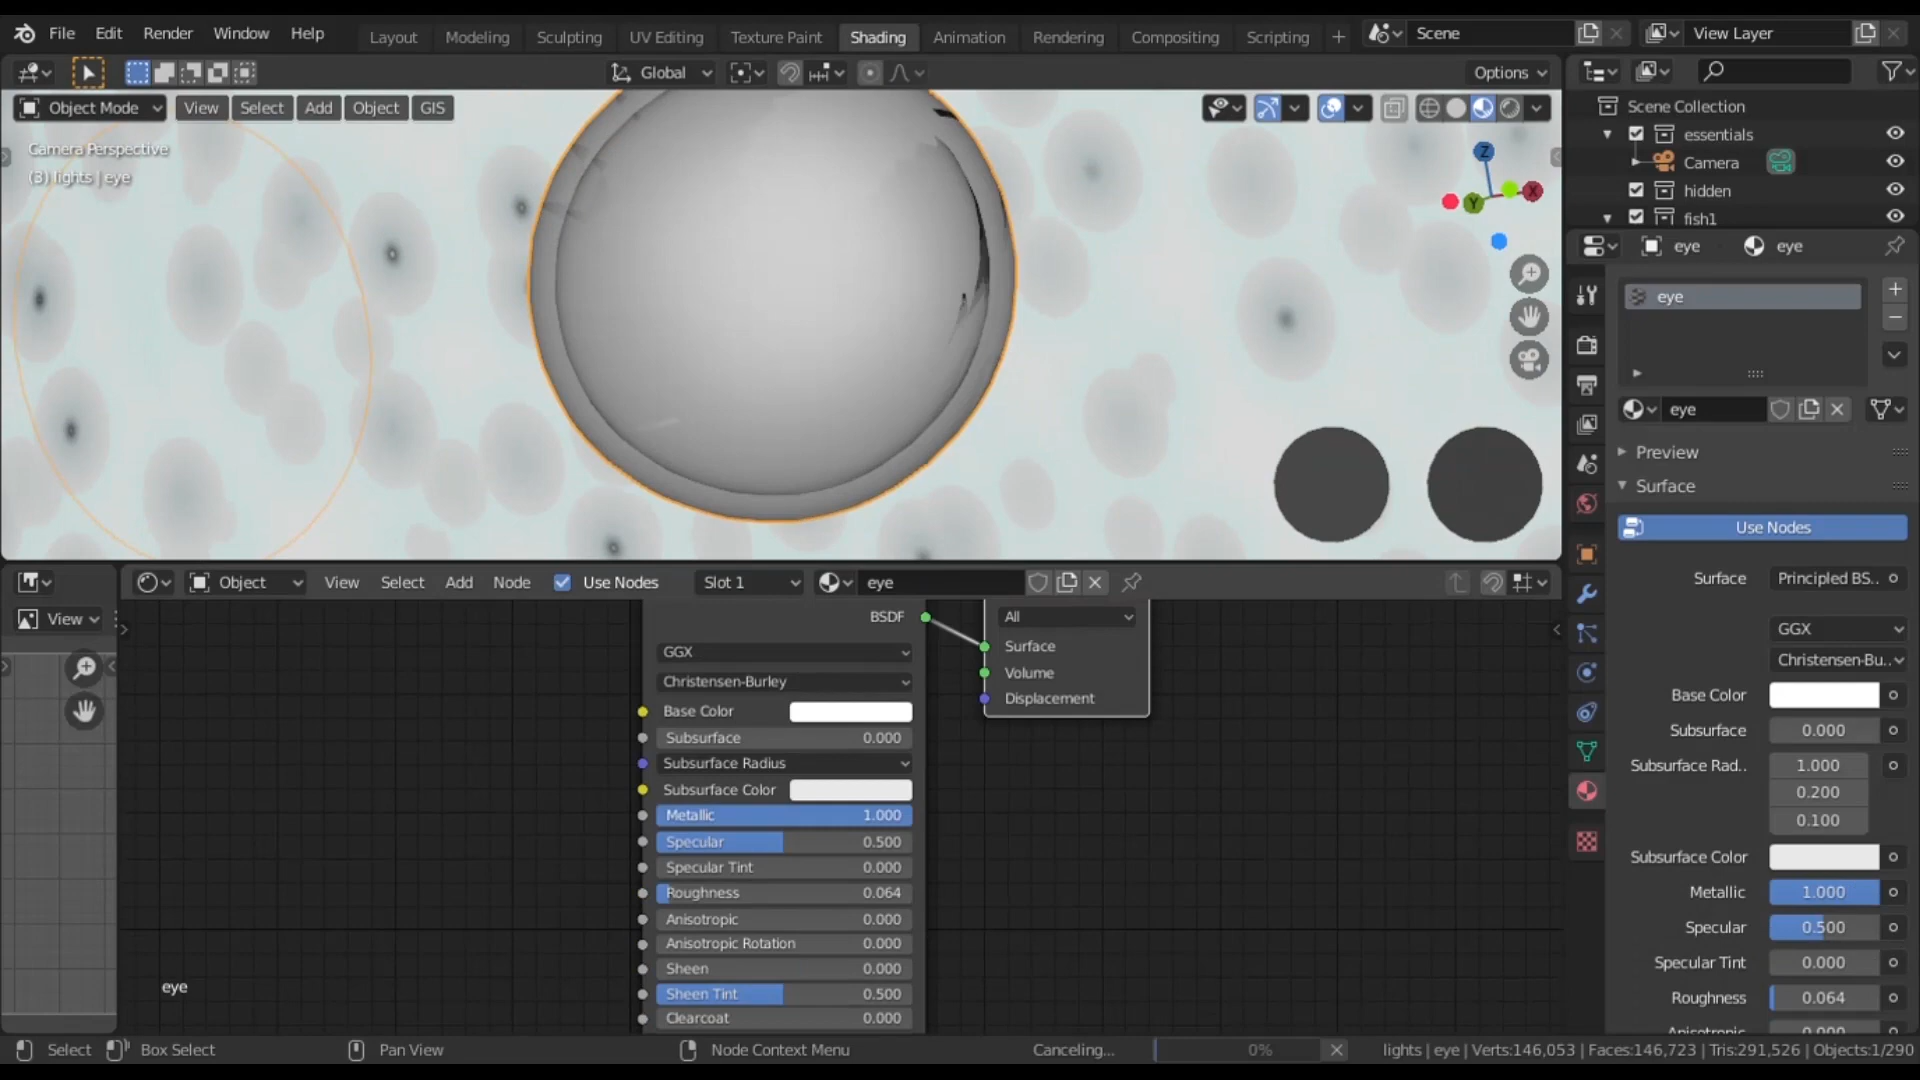 File Edit Render Window Help Layout Modeling Sculpting UV Editing Texture Paint Shading Animation Rendering Compositing Scripting + Scene View Layer
Global Options
Object Mode View Select Add Object GIS
Camera Perspective
(3) lights | eye
Z
X
Y
Scene Collection
essentials
Camera
hidden
fish1
eye eye
eye
eye
Preview
Surface
Use Nodes
Surface Principled BS..
GGX
Christensen-Bu..
Base Color
Subsurface 0.000
Subsurface Rad.. 1.000
0.200
0.100
Subsurface Color
Metallic 1.000
Specular 0.500
Specular Tint 0.000
Roughness 0.064
Anisotropic 0.000
Object View Select Add Node Use Nodes Slot 1 eye
View
BSDF
GGX
Christensen-Burley
Base Color
Subsurface 0.000
Subsurface Radius
Subsurface Color
Metallic 1.000
Specular 0.500
Specular Tint 0.000
Roughness 0.064
Anisotropic 0.000
Anisotropic Rotation 0.000
Sheen 0.000
Sheen Tint 0.500
Clearcoat 0.000
All
Surface
Volume
Displacement
eye
Select Box Select Pan View Node Context Menu Canceling... 0% lights | eye | Verts:146,053 | Faces:146,723 | Tris:291,526 | Objects:1/290